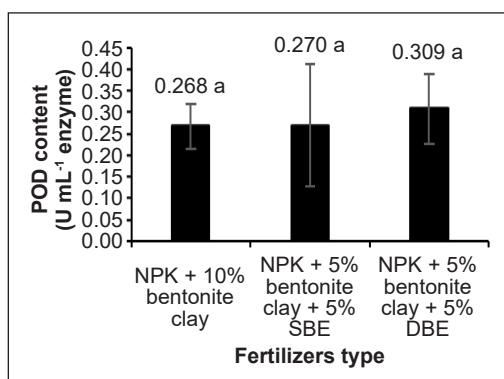 POD content
(U mL⁻¹ enzyme)
0.45
0.40
0.35
0.30
0.25
0.20
0.15
0.10
0.05
0.00
0.268 a
0.270 a
0.309 a
NPK + 10%
bentonite
clay
NPK + 5%
bentonite
clay + 5%
SBE
NPK + 5%
bentonite
clay + 5%
DBE
Fertilizers type